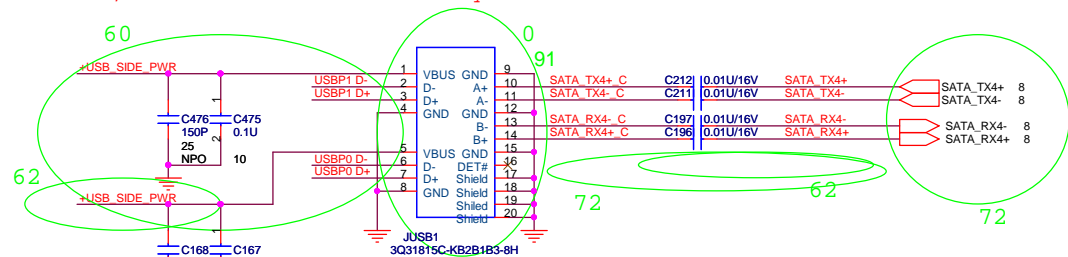 60
0
91
+USB_SIDE_PWR
1 VBUS GND 9
USBP1 D- 2 D- A+ 10 SATA_TX4+_C C212 0.01U/16V SATA_TX4+ SATA_TX4+ 8
USBP1 D+ 3 D+ A- 11 SATA_TX4-_C C211 0.01U/16V SATA_TX4- SATA_TX4- 8
4 GND GND 12
C476 1 C475
150P 0.1U
25 2
NPO 10
B- 13 SATA_RX4-_C C197 0.01U/16V SATA_RX4- SATA_RX4- 8
B+ 14 SATA_RX4+_C C196 0.01U/16V SATA_RX4+ SATA_RX4+ 8
5 VBUS GND 15
USBP0 D- 6 D- DET# 16
USBP0 D+ 7 D+ Shield 17
8 GND Shield 18
Shiled 19
Shield 20
62
+USB_SIDE_PWR
72
62
72
JUSB1
3Q31815C-KB2B1B3-8H
C168 1 C167